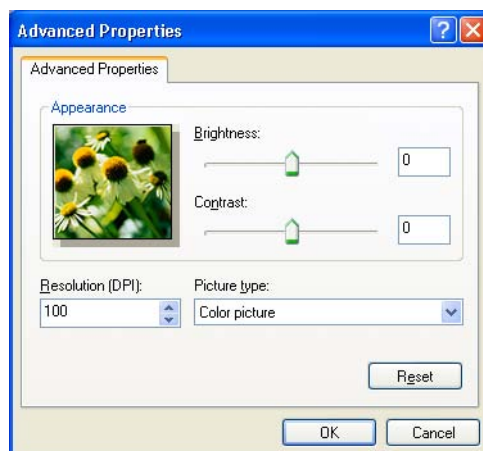 Advanced Properties
Advanced Properties
Appearance
Brightness:
0
Contrast:
0
Resolution (DPI):
Picture type:
100
Color picture
Reset
OK
Cancel